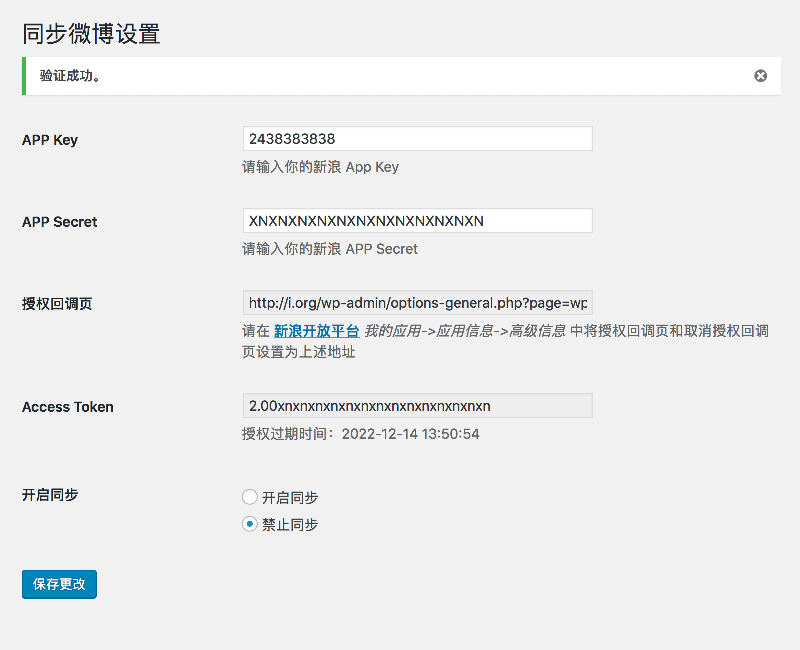 同步微博设置
验证成功。
APP Key
2438383838
请输入你的新浪 App Key
APP Secret
XNXNXNXNXNXNXNXNXNXNXNXN
请输入你的新浪 APP Secret
授权回调页
http://i.org/wp-admin/options-general.php?page=wp
请在 新浪开放平台 我的应用->应用信息->高级信息 中将授权回调页和取消授权回调
页设置为上述地址
Access Token
2.00xnxnxnxnxnxnxnxnxnxnxnxnxnxn
授权过期时间：2022-12-14 13:50:54
开启同步
开启同步
禁止同步
保存更改